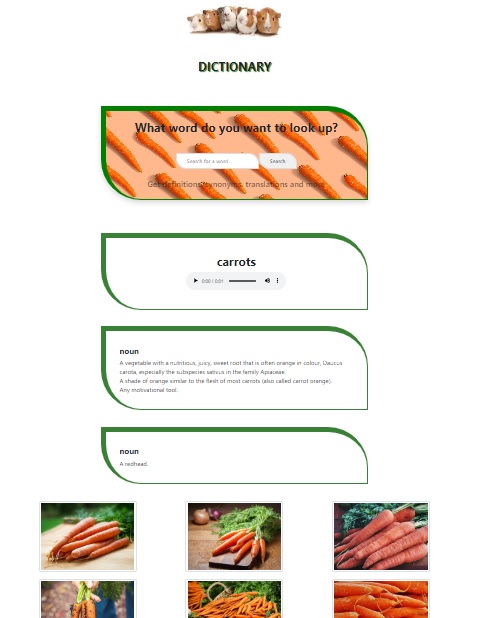 DICTIONARY
What word do you want to look up?
Search for a word...
Search
Get definitions, synonyms, translations and more
carrots
0:00 / 0:01
noun
A vegetable with a nutritious, juicy, sweet root that is often orange in colour, Daucus
carota, especially the subspecies sativus in the family Apiaceae.
A shade of orange similar to the flesh of most carrots (also called carrot orange).
Any motivational tool.
noun
A redhead.